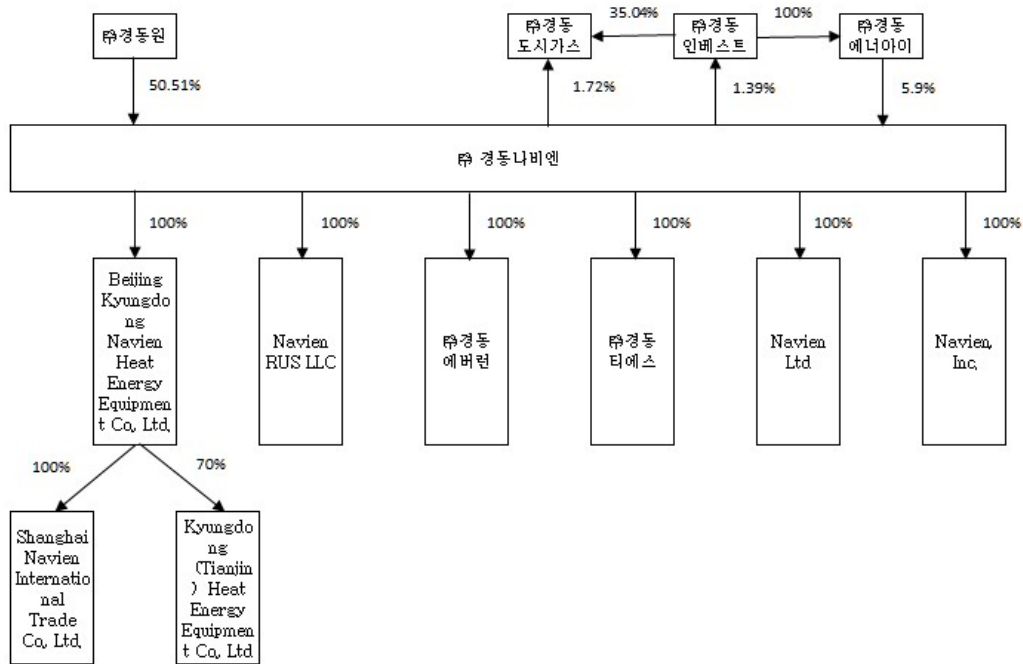 ㈜경동원
㈜경동
도시가스
35.04%
㈜경동
인베스트
100%
㈜경동
에너아이
50.51%
1.72%
1.39%
5.9%
㈜ 경동나비엔
100%
100%
100%
100%
100%
100%
Beijing
Kyungdo
ng
Navien
Heat
Energy
Equipmen
t Co, Ltd.
Navien
RUS LLC
㈜경동
에버런
㈜경동
티에스
Navien
Ltd
Navien,
Inc.
100%
70%
Shanghai
Navien
Internatio
nal
Trade
Co, Ltd.
Kyungdo
ng
(Tianjin
) Heat
Energy
Equipmen
t Co, Ltd